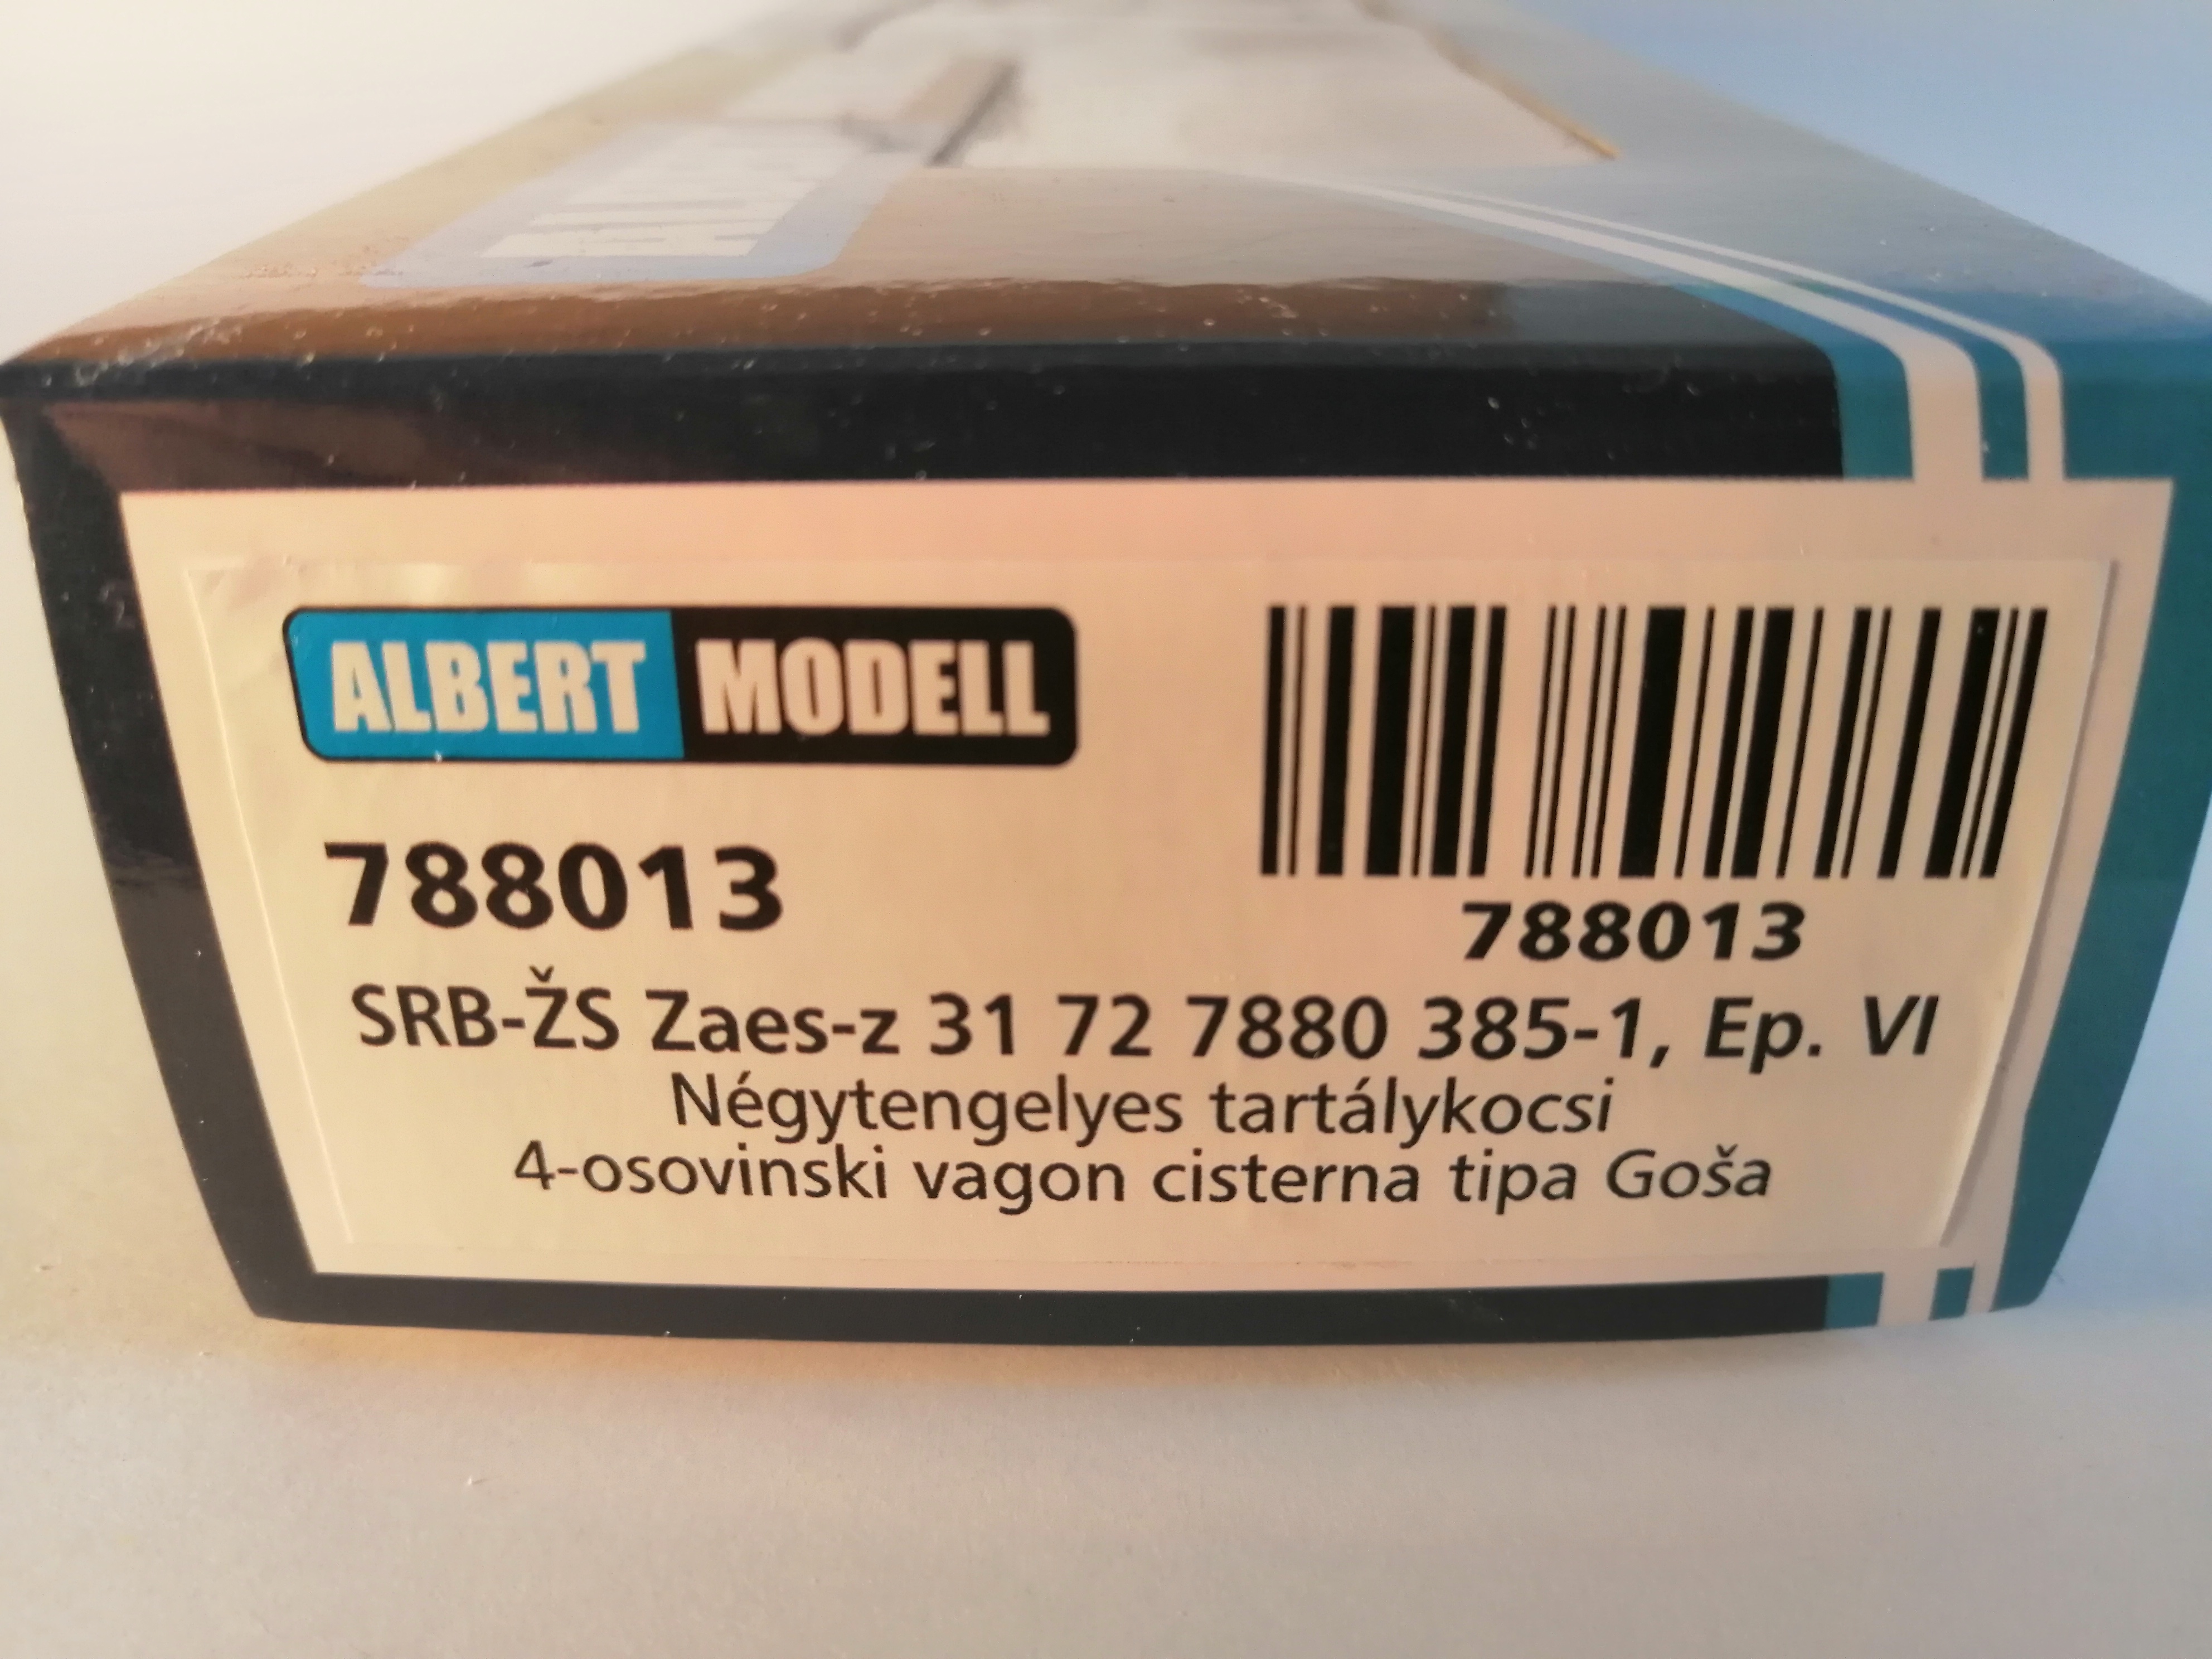 ALBERT MODELL
788013
788013
SRB-ŽS Zaes-z 31 72 7880 385-1, Ep. VI
Négytengelyes tartálykocsi
4-osovinski vagon cisterna tipa Goša